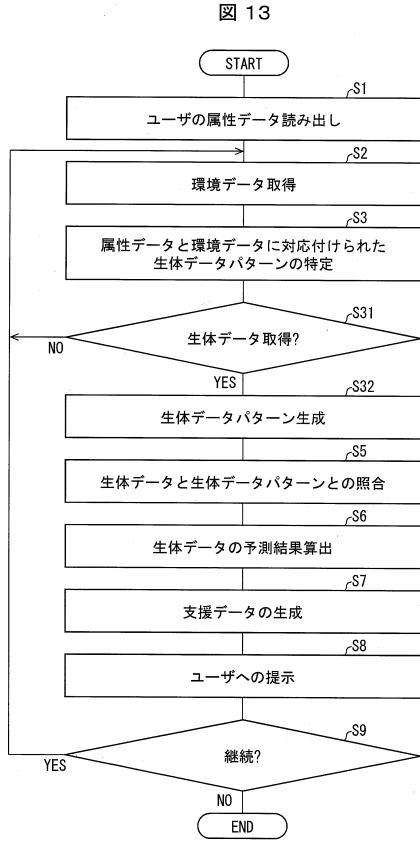 図 13
START
S1
ユーザの属性データ読み出し
S2
環境データ取得
S3
属性データと環境データに対応付けられた
生体データパターンの特定
S31
生体データ取得?
NO
YES
S32
生体データパターン生成
S5
生体データと生体データパターンとの照合
S6
生体データの予測結果算出
S7
支援データの生成
S8
ユーザへの提示
S9
継続?
YES
NO
END